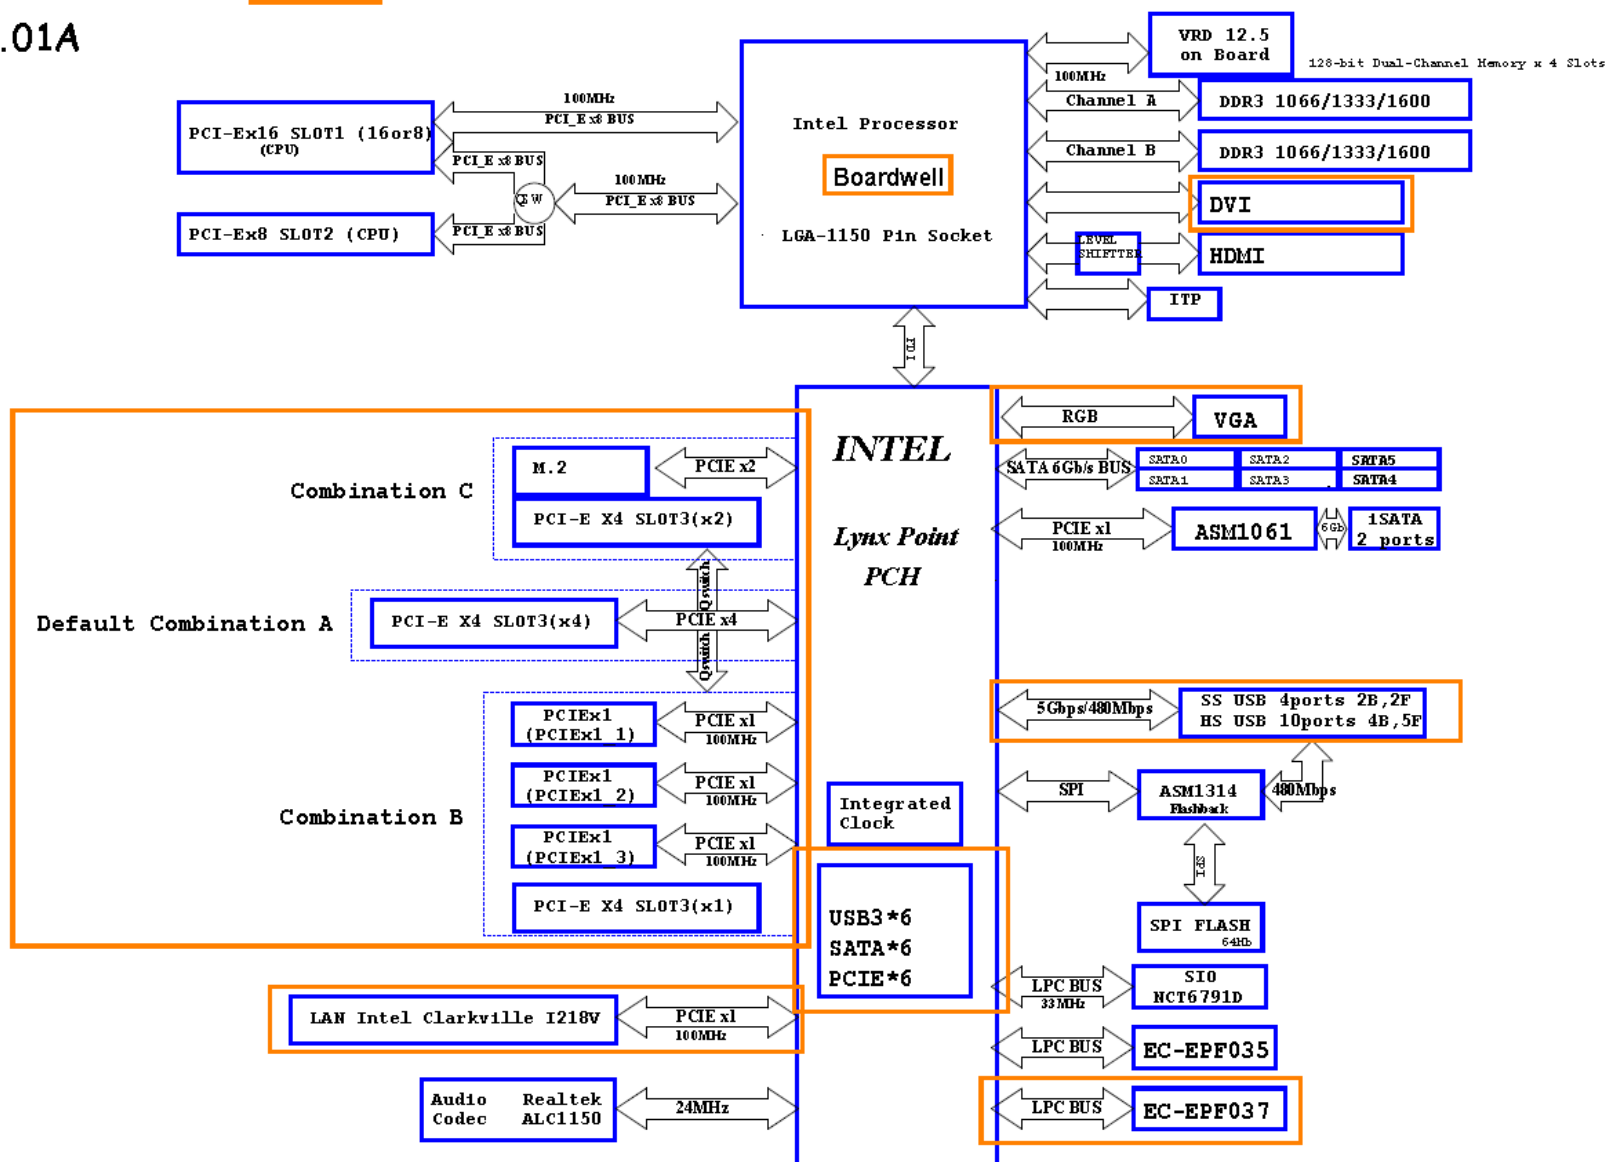 .01A
VRD 12.5
on Board
128-bit Dual-Channel Memory x 4 Slots
100MHz
Channel A
DDR3 1066/1333/1600
Channel B
DDR3 1066/1333/1600
DVI
LEVEL
SHIFTTER
HDMI
ITP
Intel Processor
Boardwell
LGA-1150 Pin Socket
100MHz
PCI_E x8 BUS
PCI-Ex16 SLOT1 (16or8)
(CPU)
PCI_E x8 BUS
QSW
100MHz
PCI_E x8 BUS
PCI-Ex8 SLOT2 (CPU)
PCI_E x8 BUS
FDI
INTEL
Lynx Point
PCH
RGB
VGA
SATA 6Gb/s BUS
SATA0
SATA2
SATA5
SATA1
SATA3
SATA4
PCIE x1
100MHz
ASM1061
6Gb
1SATA
2 ports
Combination C
M.2
PCIE x2
PCI-E X4 SLOT3(x2)
Qswitch
Default Combination A
PCI-E X4 SLOT3(x4)
PCIE x4
Qswitch
Combination B
PCIEx1
(PCIEx1_1)
PCIE x1
100MHz
PCIEx1
(PCIEx1_2)
PCIE x1
100MHz
PCIEx1
(PCIEx1_3)
PCIE x1
100MHz
PCI-E X4 SLOT3(x1)
5Gbps/480Mbps
SS USB 4ports 2B,2F
HS USB 10ports 4B,5F
SPI
ASM1314
Flashback
480Mbps
SPI
SPI FLASH
64Mb
Integrated
Clock
USB3*6
SATA*6
PCIE*6
LPC BUS
33MHz
SIO
NCT6791D
LAN Intel Clarkville I218V
PCIE x1
100MHz
LPC BUS
EC-EPF035
LPC BUS
EC-EPF037
Audio Realtek
Codec ALC1150
24MHz